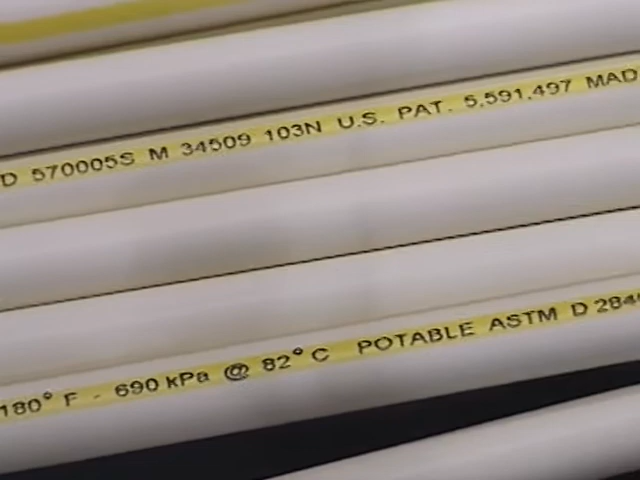 D 570005S M 34509 103N U.S. PAT. 5,591,497 MAD
180° F - 690 kPa @ 82° C POTABLE ASTM D 284